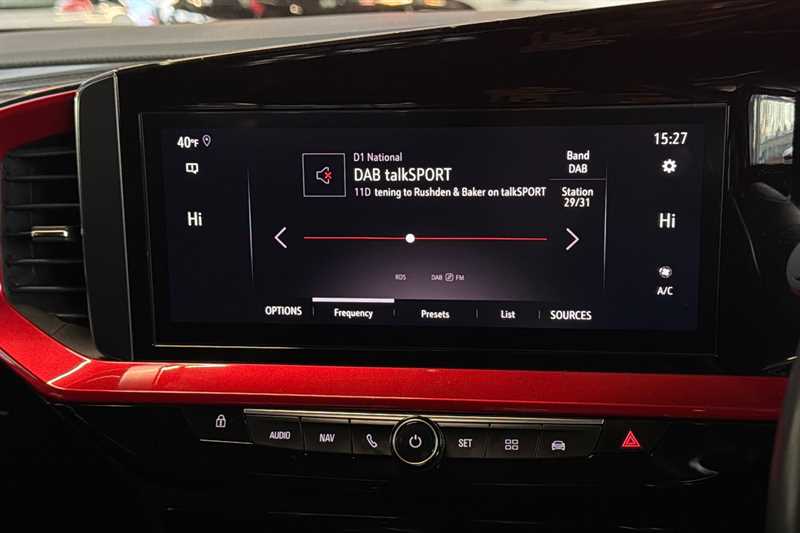 40°F
15:27
D1 National
DAB talkSPORT
11D tening to Rushden & Baker on talkSPORT
Band
DAB
Station
29/31
Hi
Hi
A/C
RDS
DAB FM
OPTIONS
Frequency
Presets
List
SOURCES
AUDIO
NAV
SET